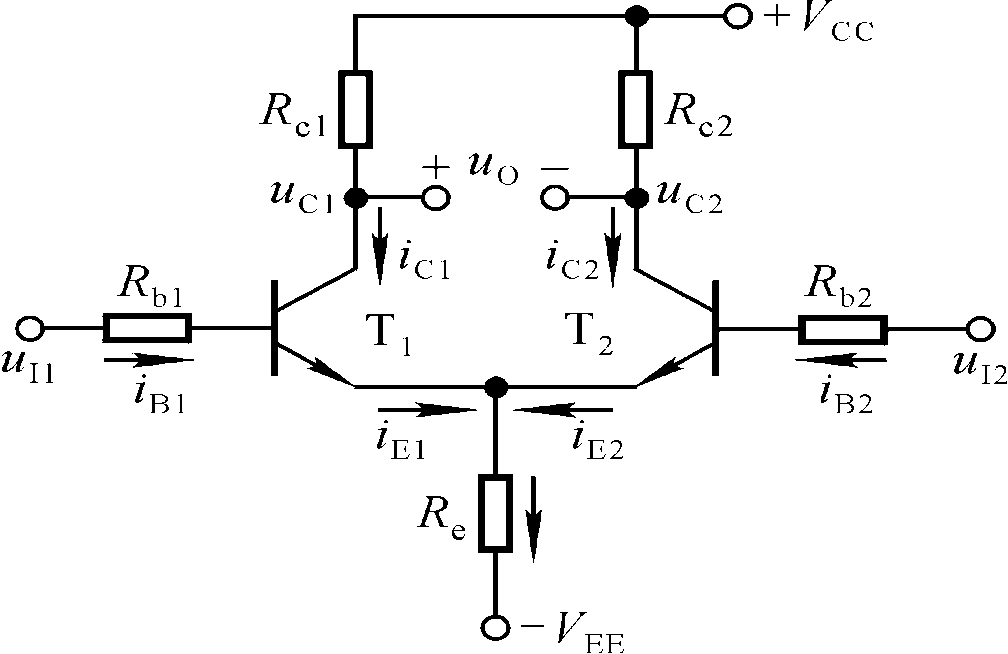 + V_CC
R_c1 R_c2
+ u_O −
u_C1 u_C2
i_C1 i_C2
R_b1 R_b2
T_1 T_2
u_I1 u_I2
i_B1 i_B2
i_E1 i_E2
R_e
− V_EE